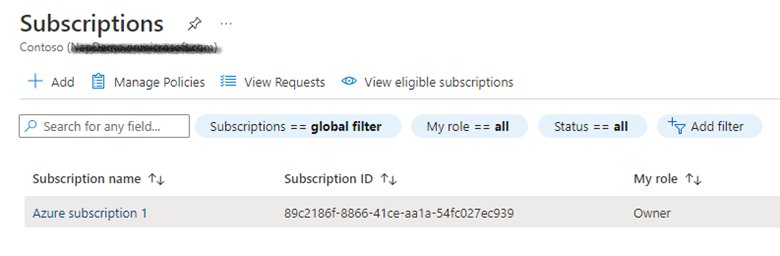 Subscriptions
Contoso (
+ Add Manage Policies View Requests View eligible subscriptions
Search for any field... Subscriptions == global filter My role == all Status == all Add filter
Subscription name ↑↓ Subscription ID ↑↓ My role ↑↓
Azure subscription 1 89c2186f-8866-41ce-aa1a-54fc027ec939 Owner